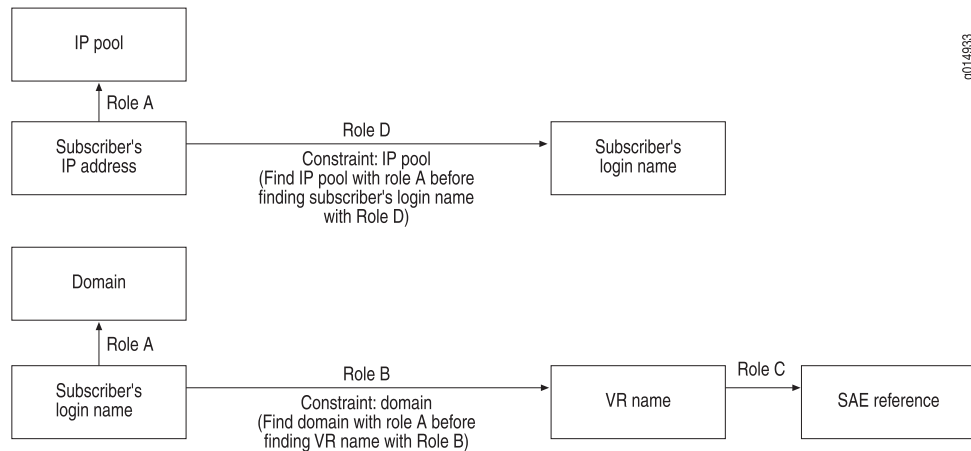 IP pool
g014933
Role A
Subscriber's
IP address
Role D
Constraint: IP pool
(Find IP pool with role A before
finding subscriber's login name
with Role D)
Subscriber's
login name
Domain
Role A
Subscriber's
login name
Role B
Constraint: domain
(Find domain with role A before
finding VR name with Role B)
VR name
Role C
SAE reference